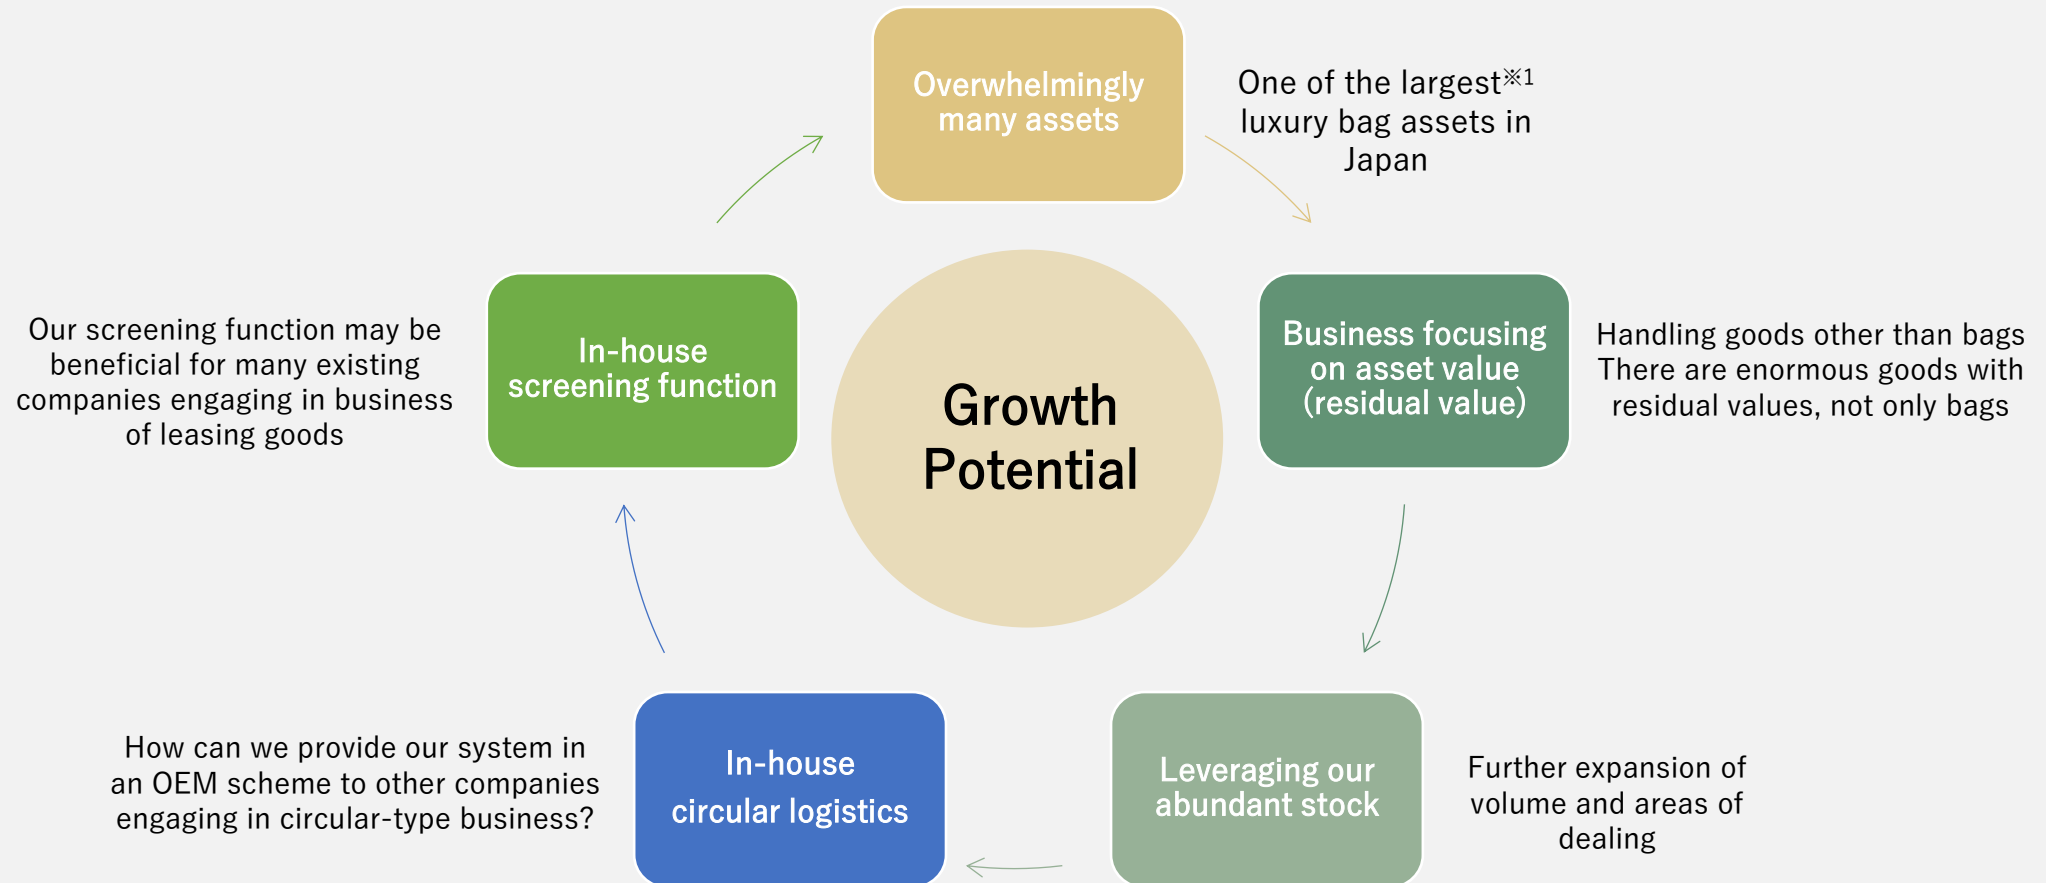 Overwhelmingly
many assets
One of the largest※1
luxury bag assets in
Japan
Our screening function may be
beneficial for many existing
companies engaging in business
of leasing goods
In-house
screening function
Growth
Potential
Business focusing
on asset value
(residual value)
Handling goods other than bags
There are enormous goods with
residual values, not only bags
How can we provide our system in
an OEM scheme to other companies
engaging in circular-type business?
In-house
circular logistics
Leveraging our
abundant stock
Further expansion of
volume and areas of
dealing